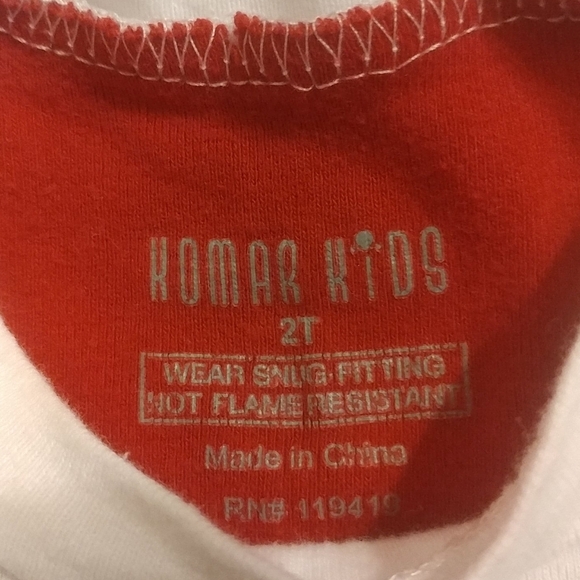 KOMAR KIDS
2T
WEAR SNUG-FITTING
NOT FLAME RESISTANT
Made in China
RN# 119419